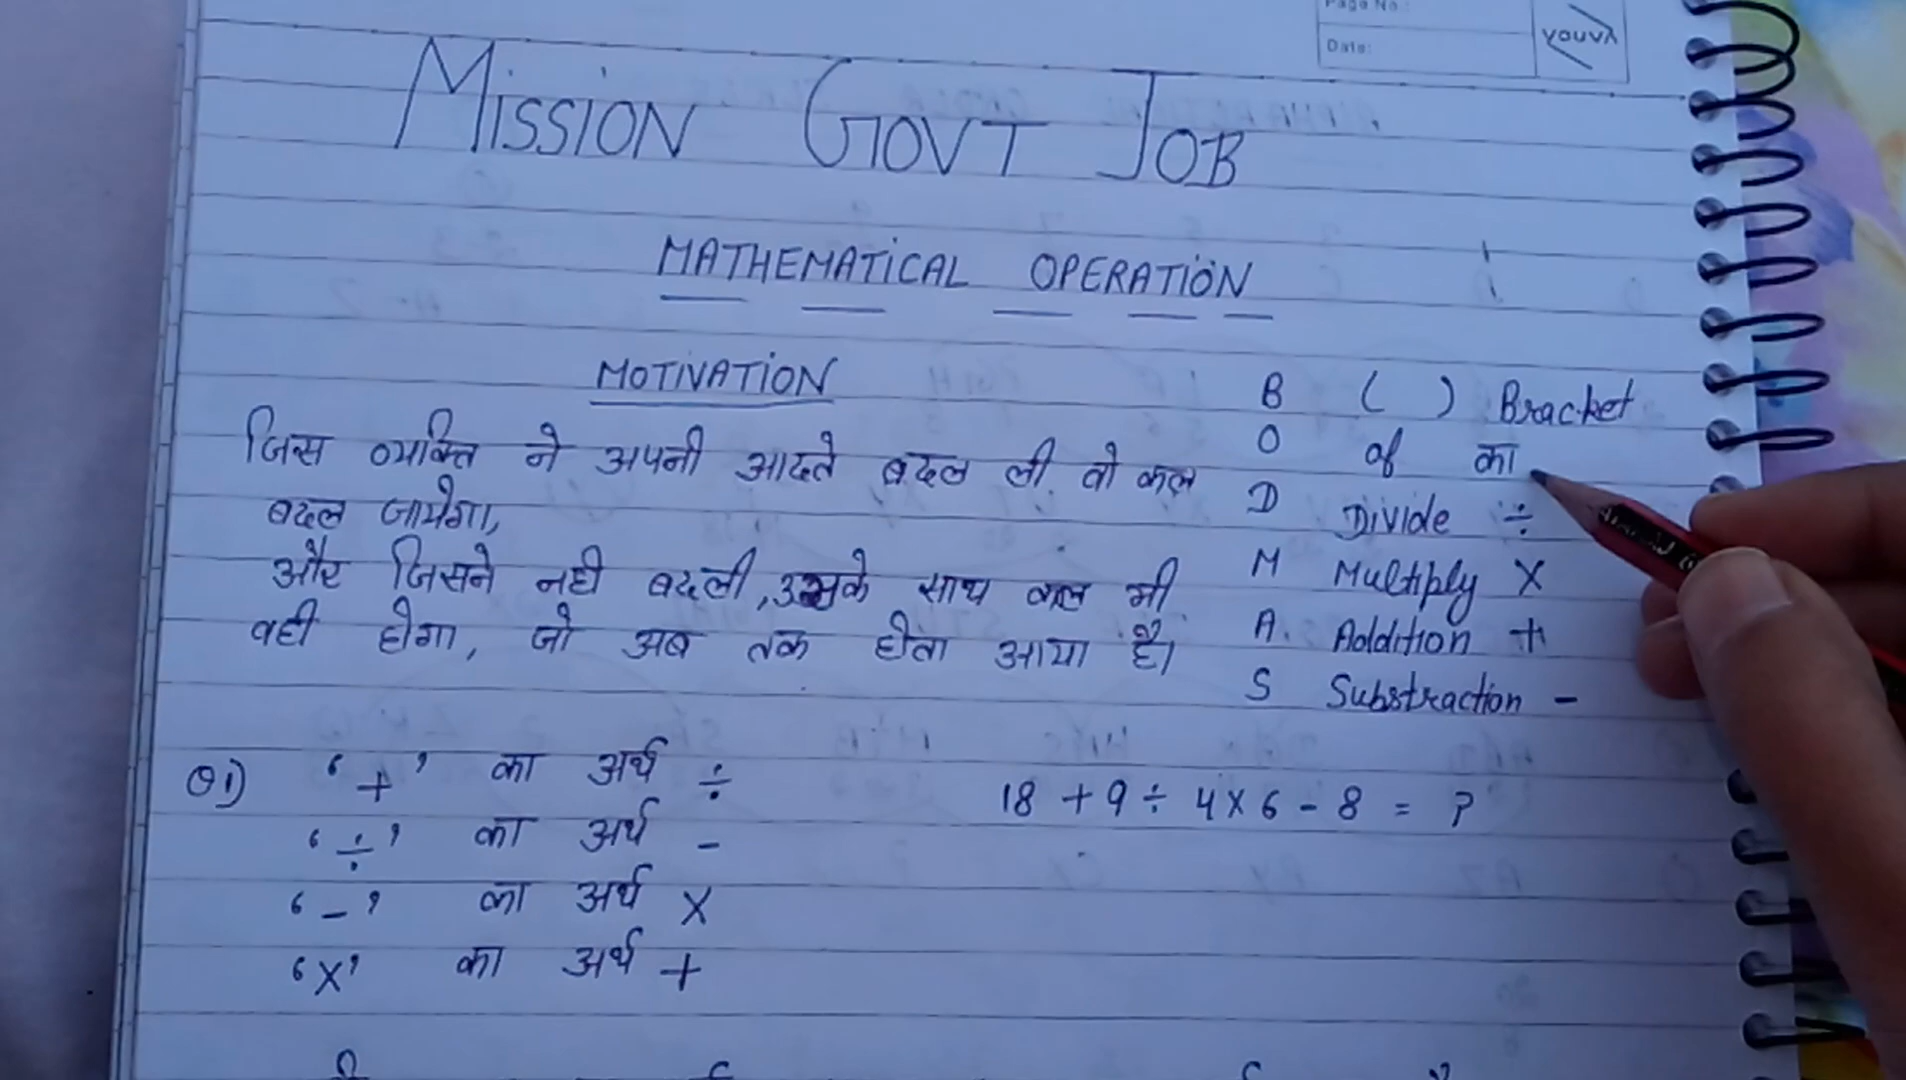 Page No.:
Date:
youva
MISSION GOVT JOB
MATHEMATICAL OPERATION
MOTIVATION
जिस व्यक्ति ने अपनी आदते बदल ली वो कल
बदल जायेगा,
और जिसने नही बदली, उसके साथ कल भी
वही होगा, जो अब तक होता आया है।
B ( ) Bracket
O of का
D Divide ÷
M Multiply X
A. Addition +
S Substraction -
Q1) '+' का अर्थ ÷
'÷' का अर्थ -
'-' का अर्थ X
'X' का अर्थ +
18 + 9 ÷ 4 X 6 - 8 = ?